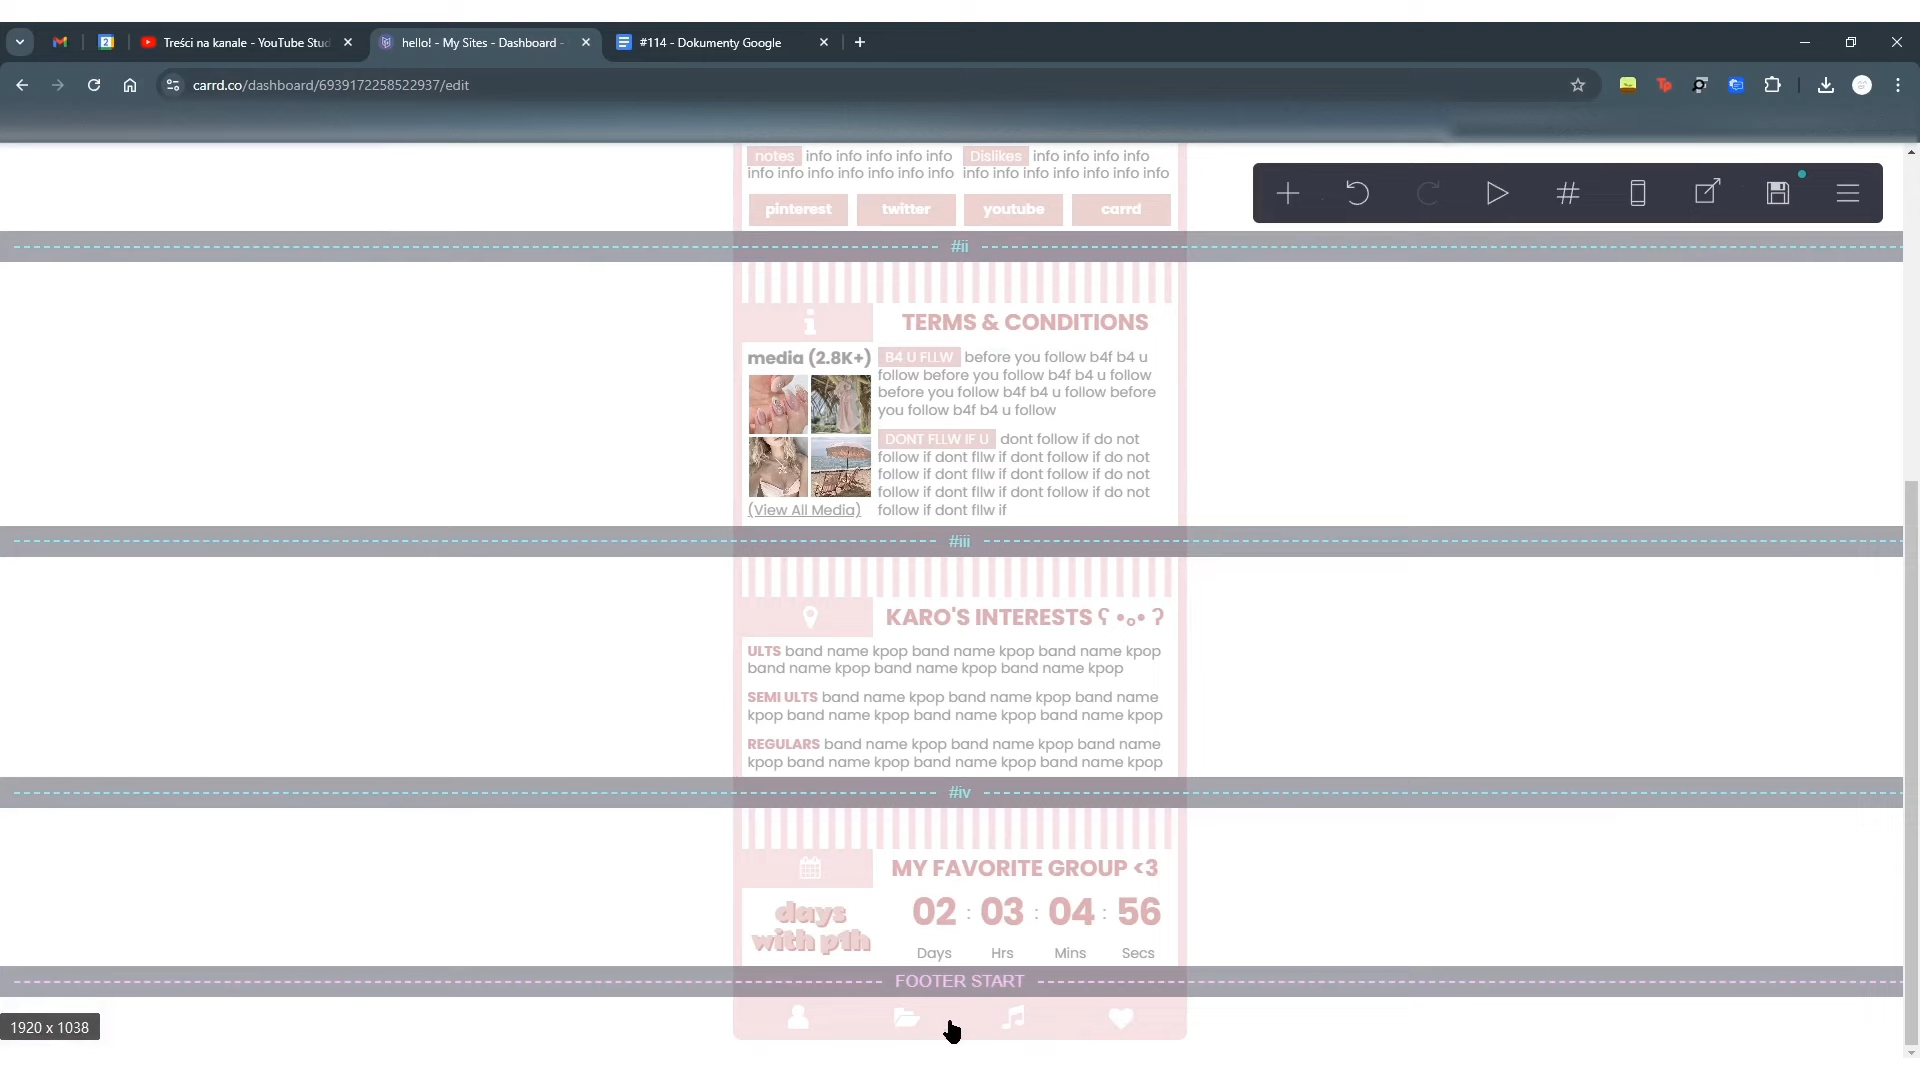 Treści na kanale - YouTube Stud
hello! - My Sites - Dashboard -
#114 - Dokumenty Google
carrd.co/dashboard/6939172258522937/edit
notes info info info info info
info info info info info info info
Dislikes info info info info
info info info info info info info
pinterest
twitter
youtube
carrd
#ii
TERMS & CONDITIONS
media (2.8K+)
(View All Media)
B4 U FLLW before you follow b4f b4 u
follow before you follow b4f b4 u follow
before you follow b4f b4 u follow before
you follow b4f b4 u follow
DONT FLLW IF U dont follow if do not
follow if dont fllw if dont follow if do not
follow if dont fllw if dont follow if do not
follow if dont fllw if dont follow if do not
follow if dont fllw if
#iii
KARO'S INTERESTS ʕ •ₒ• ʔ
ULTS band name kpop band name kpop band name kpop
band name kpop band name kpop band name kpop
SEMI ULTS band name kpop band name kpop band name
kpop band name kpop band name kpop band name kpop
REGULARS band name kpop band name kpop band name
kpop band name kpop band name kpop band name kpop
#iv
MY FAVORITE GROUP <3
days
with p1h
02 : 03 : 04 : 56
Days Hrs Mins Secs
FOOTER START
1920 x 1038